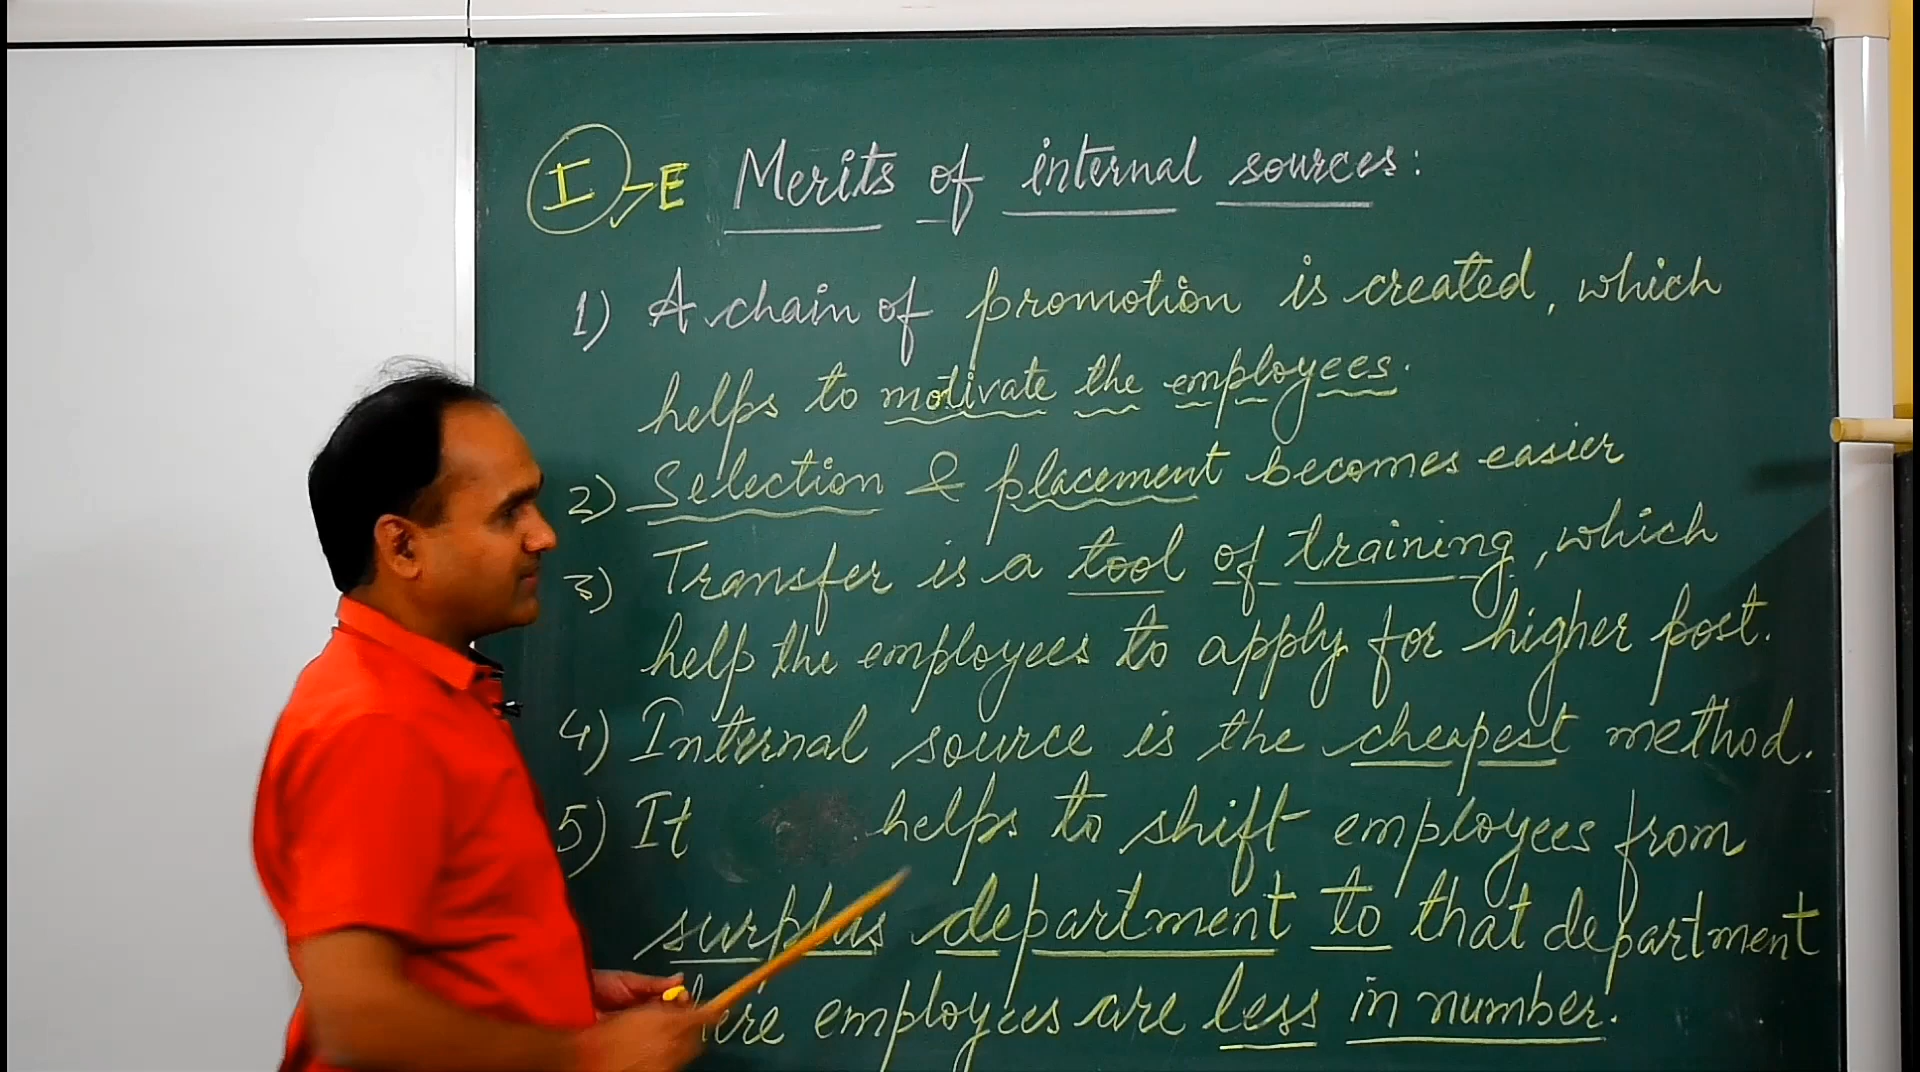 I > E Merits of internal sources:
1) A chain of promotion is created, which
helps to motivate the employees.
2) Selection & placement becomes easier
3) Transfer is a tool of training, which
help the employees to apply for higher post.
4) Internal source is the cheapest method.
5) It helps to shift employees from
surplus department to that department
employees are less in number.